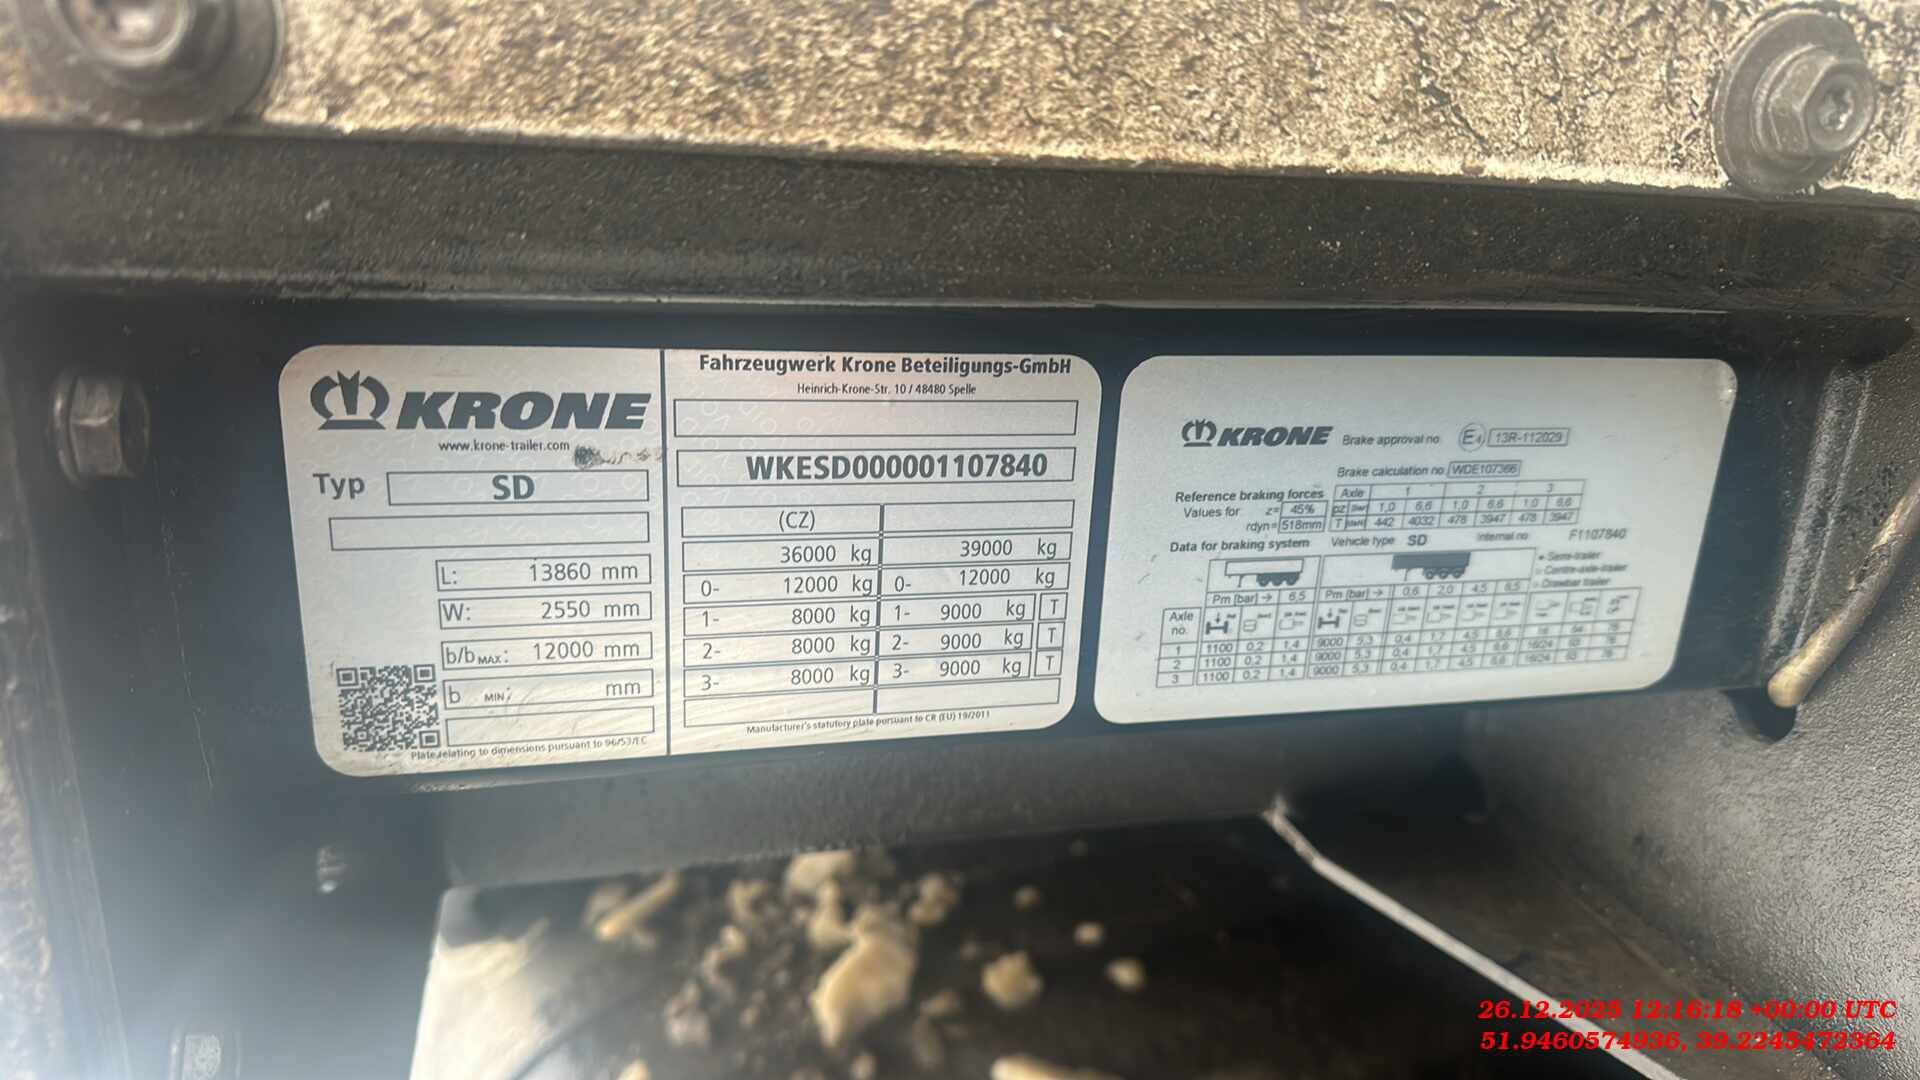 KRONE
www.krone-trailer.com
Typ SD
L: 13860 mm
W: 2550 mm
b/b MAX: 12000 mm
b MIN: mm
Plate relating to dimensions pursuant to 96/53/EC
Fahrzeugwerk Krone Beteiligungs-GmbH
Heinrich-Krone-Str. 10 / 48480 Spelle
WKESD000001107840
(CZ)
36000 kg 39000 kg
0- 12000 kg 0- 12000 kg
1- 8000 kg 1- 9000 kg T
2- 8000 kg 2- 9000 kg T
3- 8000 kg 3- 9000 kg T
Manufacturer's statutory plate pursuant to CR (EU) 19/2011
KRONE Brake approval no. E4 13R-112029
Brake calculation no. WDE107366
Reference braking forces Axle 1 2 3
Values for: z= 45% pz 1,0 6,6 1,0 6,6 1,0 6,6
rdyn= 518mm T 442 4032 478 3947 478 3947
Data for braking system Vehicle type SD Internal no F1107840
Semi-trailer
Centre-axle-trailer
Drawbar trailer
Pm [bar] → 6,5 Pm [bar] → 0,6 2,0 4,5 6,5
Axle no.
1 1100 0,2 1,4 9000 5,3 0,4 1,7 4,5 6,6
2 1100 0,2 1,4 9000 5,3 0,4 1,7 4,5 6,6 16/24
3 1100 0,2 1,4 9000 5,3 0,4 1,7 4,5 6,6 16/24
26.12.2025 12:16:18 +00:00 UTC
51.9460574936, 39.2245472364